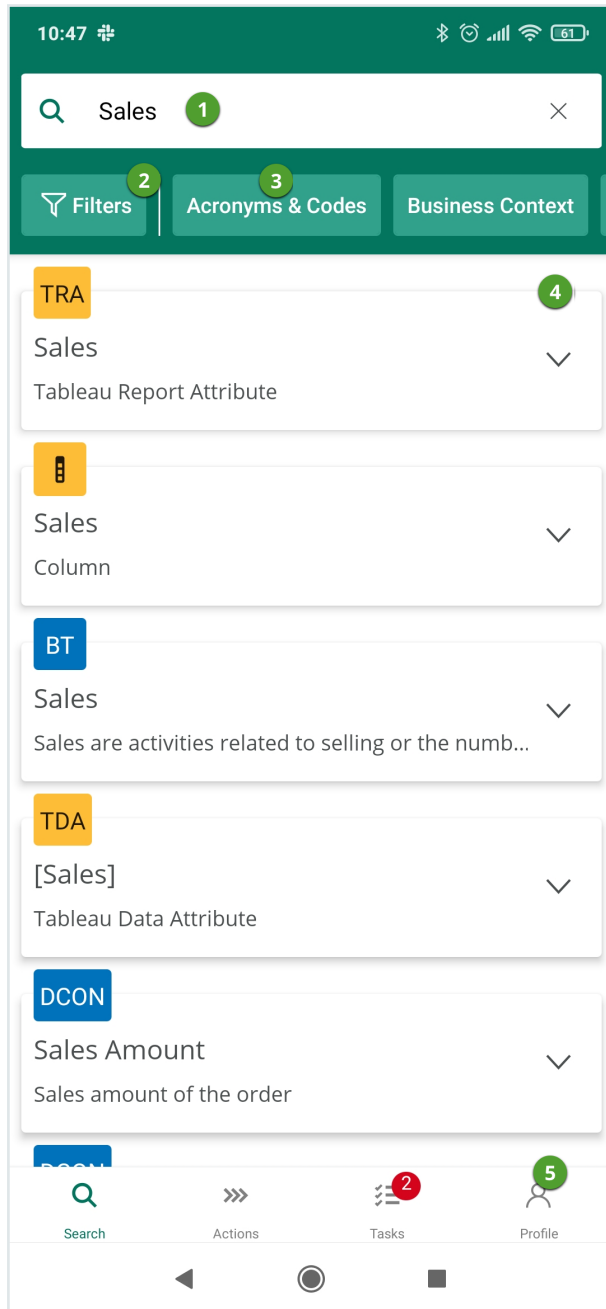 10:47
61
Sales 1
2 3
Filters Acronyms & Codes Business Context
TRA 4
Sales
Tableau Report Attribute
Sales
Column
BT
Sales
Sales are activities related to selling or the numb...
TDA
[Sales]
Tableau Data Attribute
DCON
Sales Amount
Sales amount of the order
DCON
2 5
Search Actions Tasks Profile